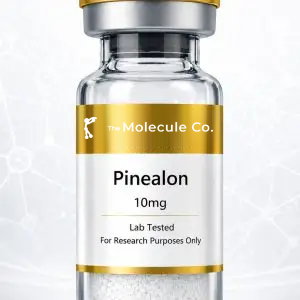 The Molecule Co.
Pinealon
10mg
Lab Tested
For Research Purposes Only